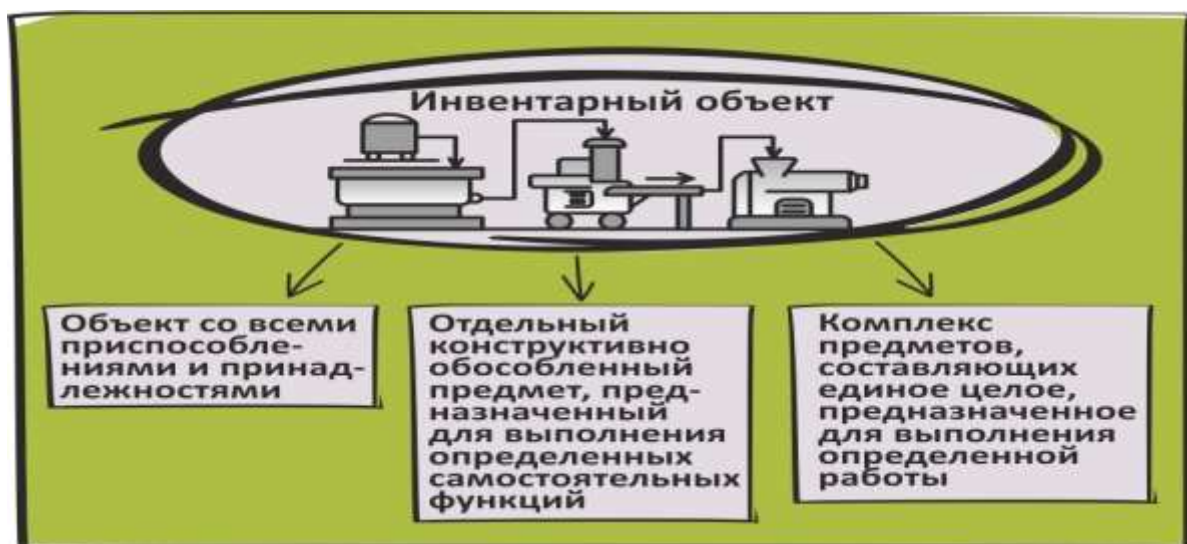 Инвентарный объект
Объект со всеми
приспособле-
ниями и принад-
лежностями
Отдельный
конструктивно
обособленный
предмет, пред-
назначенный
для выполнения
определенных
самостоятельных
функций
Комплекс
предметов,
составляющих
единое целое,
предназначенное
для выполнения
определенной
работы